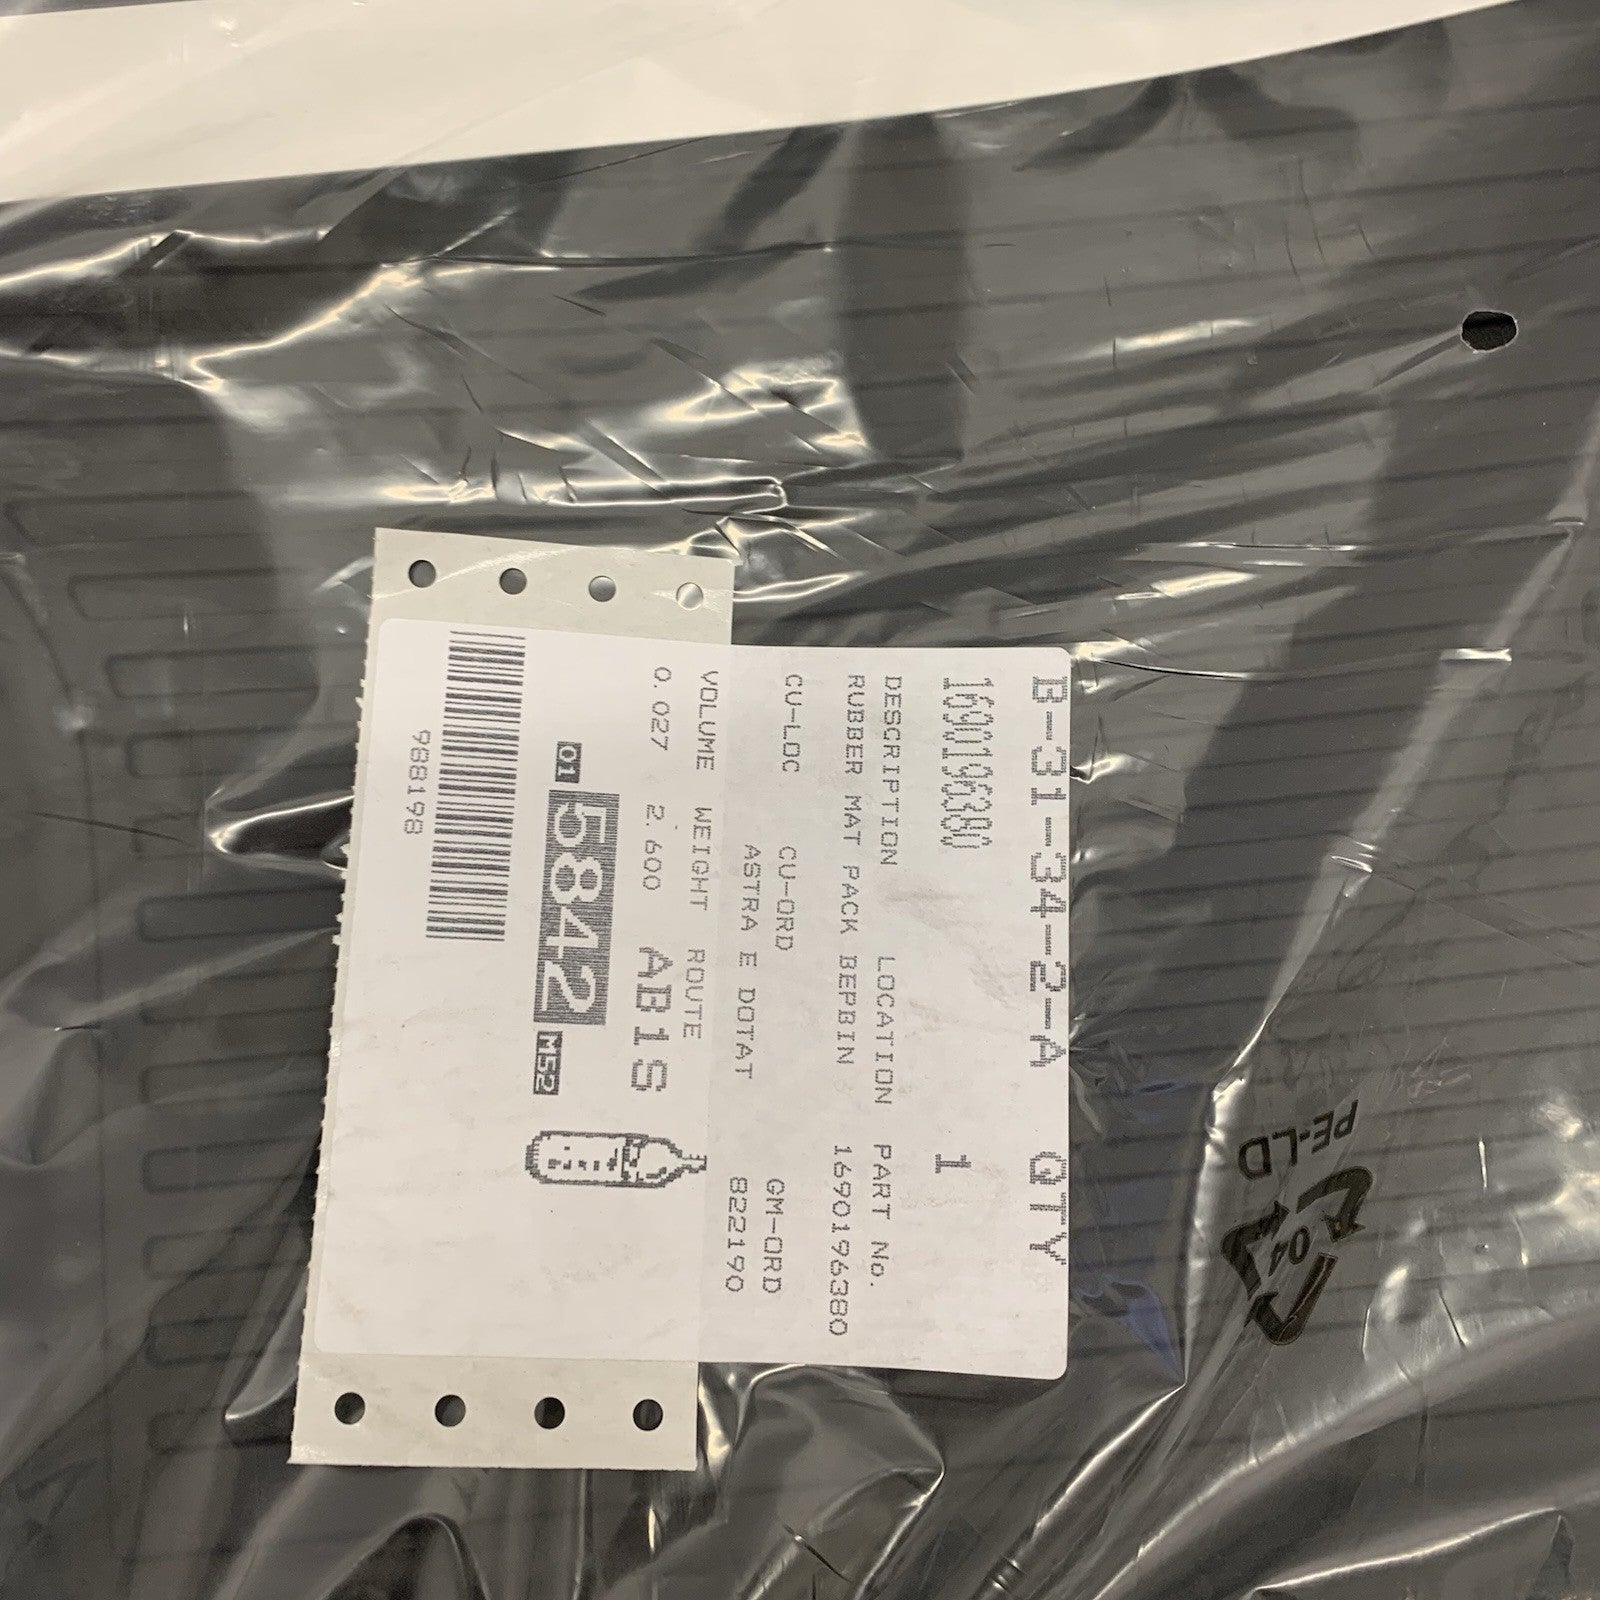 B-31-34-2-A QTY
1690196380 1
DESCRIPTION LOCATION PART No.
RUBBER MAT PACK BEPBIN 1690196380
CU-LOC CU-ORD GM-ORD
ASTRA E DOTAT 822190
VOLUME WEIGHT ROUTE
0.027 2.600 AB1S
01 5842 M52
988198
PE-LD
04